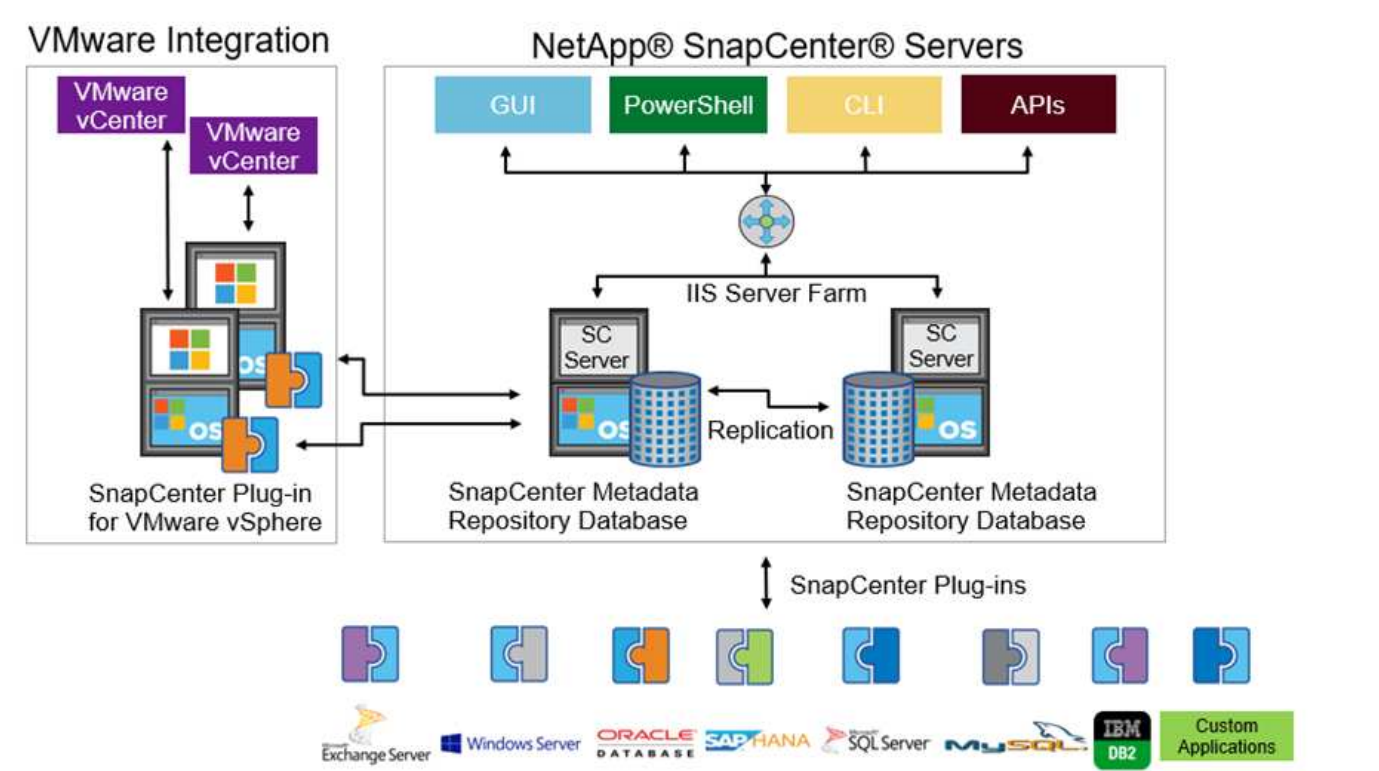 VMware Integration
NetApp® SnapCenter® Servers
VMware
vCenter
VMware
vCenter
GUI
PowerShell
CLI
APIs
IIS Server Farm
SC
Server
SC
Server
OS
OS
OS
OS
Replication
SnapCenter Plug-in
for VMware vSphere
SnapCenter Metadata
Repository Database
SnapCenter Metadata
Repository Database
SnapCenter Plug-ins
Microsoft
Exchange Server
Windows Server
ORACLE
DATABASE
SAP HANA
Microsoft
SQL Server
MySQL
IBM
DB2
Custom
Applications